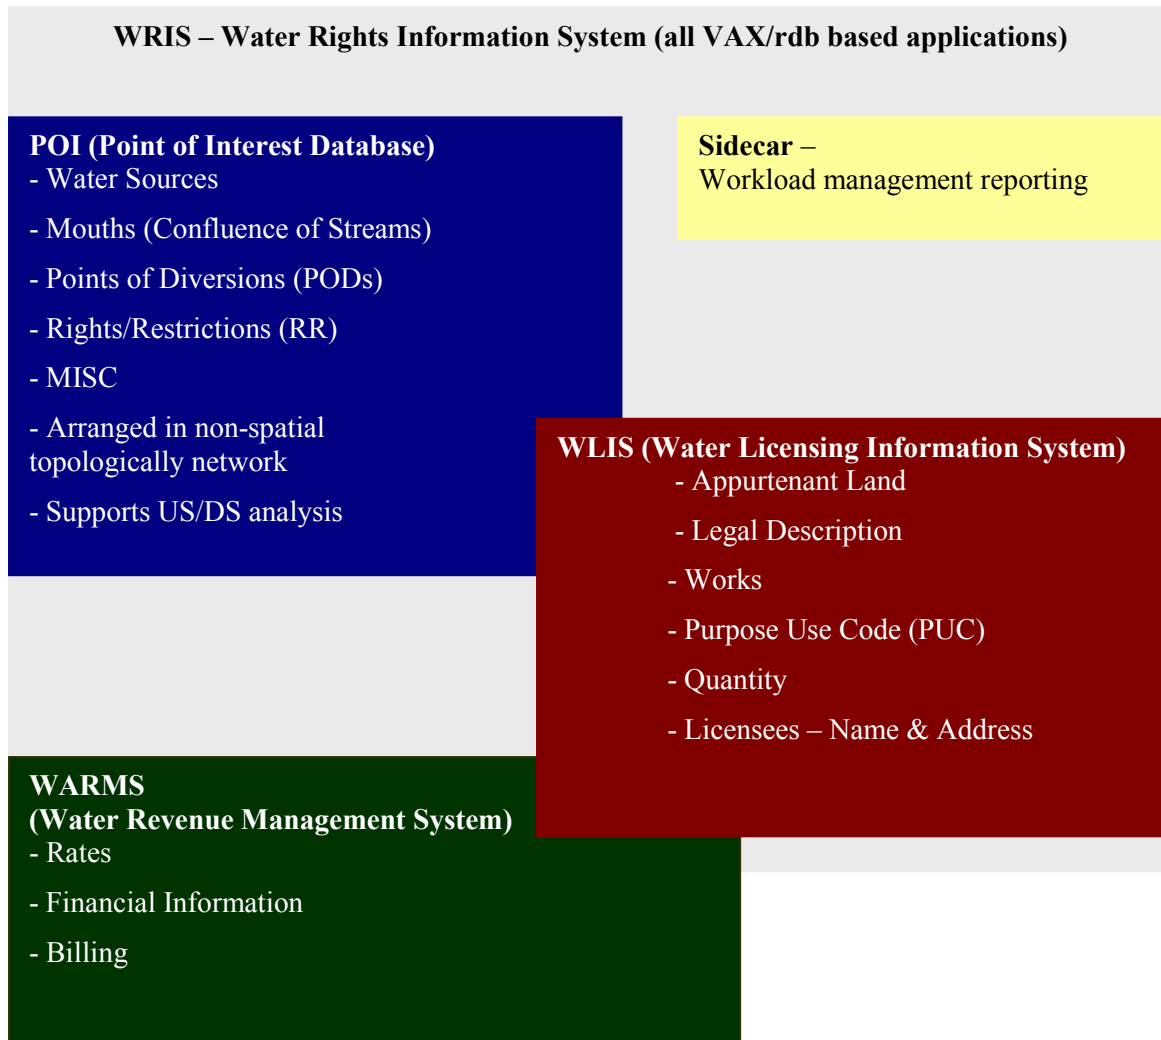 WRIS – Water Rights Information System (all VAX/rdb based applications)
POI (Point of Interest Database)
- Water Sources
- Mouths (Confluence of Streams)
- Points of Diversions (PODs)
- Rights/Restrictions (RR)
- MISC
- Arranged in non-spatial
topologically network
- Supports US/DS analysis
Sidecar –
Workload management reporting
WLIS (Water Licensing Information System)
- Appurtenant Land
- Legal Description
- Works
- Purpose Use Code (PUC)
- Quantity
- Licensees – Name & Address
WARMS
(Water Revenue Management System)
- Rates
- Financial Information
- Billing